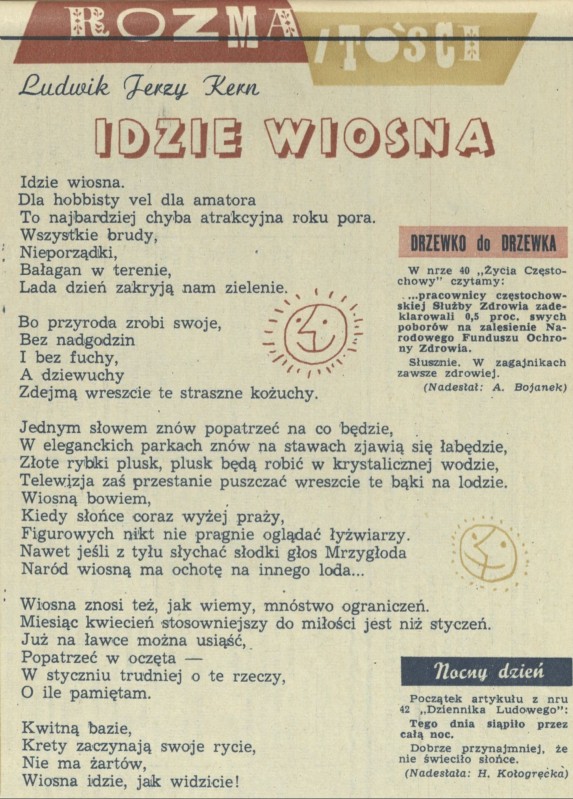 ROZMAITOŚCI
Ludwik Jerzy Kern
IDZIE WIOSNA
Idzie wiosna.
Dla hobbisty vel dla amatora
To najbardziej chyba atrakcyjna roku pora.
Wszystkie brudy,
Nieporządki,
Bałagan w terenie,
Lada dzień zakryją nam zielenie.
Bo przyroda zrobi swoje,
Bez nadgodzin
I bez fuchy,
A dziewuchy
Zdejmą wreszcie te straszne kożuchy.
Jednym słowem znów popatrzeć na co będzie,
W eleganckich parkach znów na stawach zjawią się łabędzie,
Złote rybki plusk, plusk będą robić w krystalicznej wodzie,
Telewizja zaś przestanie puszczać wreszcie te bąki na lodzie.
Wiosną bowiem,
Kiedy słońce coraz wyżej praży,
Figurowych nikt nie pragnie oglądać łyżwiarzy.
Nawet jeśli z tyłu słychać słodki głos Mrzygłoda
Naród wiosną ma ochotę na innego loda...
Wiosna znosi też, jak wiemy, mnóstwo ograniczeń.
Miesiąc kwiecień stosowniejszy do miłości jest niż styczeń.
Już na ławce można usiąść,
Popatrzeć w oczęta —
W styczniu trudniej o te rzeczy,
O ile pamiętam.
Kwitną bazie,
Krety zaczynają swoje rycie,
Nie ma żartów,
Wiosna idzie, jak widzicie!
DRZEWKO do DRZEWKA
W nrze 40 „Życia Często-
chowy" czytamy:
...pracownicy częstochow-
skiej Służby Zdrowia zade-
klarowali 0,5 proc. swych
poborów na zalesienie Na-
rodowego Funduszu Ochro-
ny Zdrowia.
Słusznie. W zagajnikach
zawsze zdrowiej.
(Nadesłał: A. Bojanek)
Nocny dzień
Początek artykułu z nru
42 „Dziennika Ludowego":
Tego dnia siąpiło przez
całą noc.
Dobrze przynajmniej, że
nie świeciło słońce.
(Nadesłała: H. Kołogręcka)